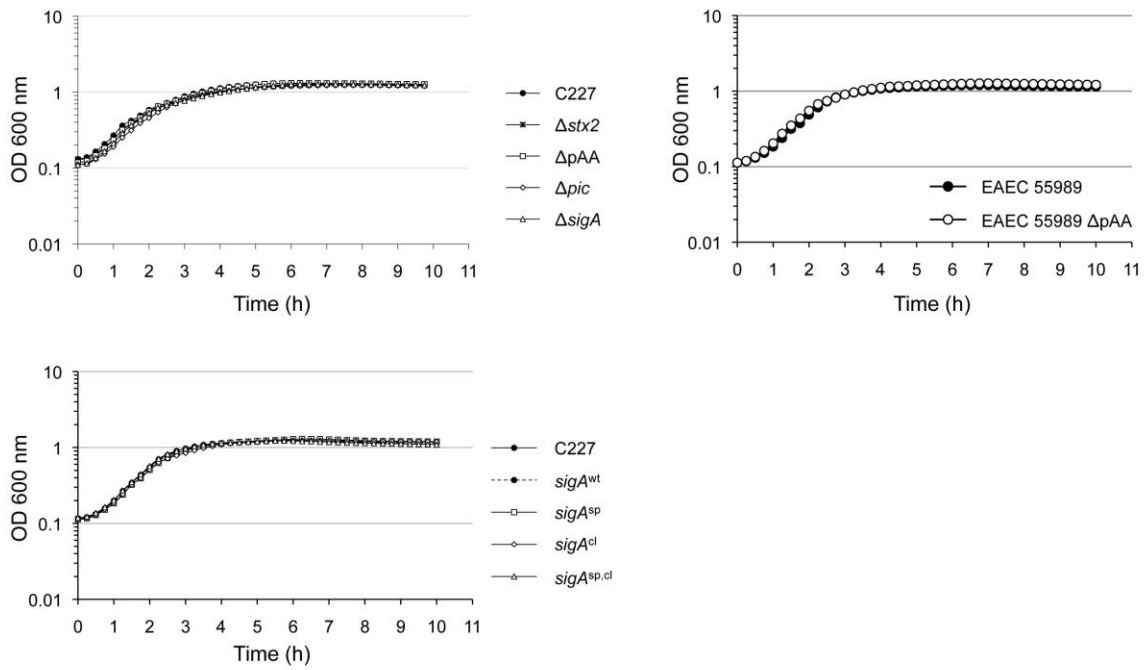 10
1
0.1
0.01
OD 600 nm
0 1 2 3 4 5 6 7 8 9 10 11
Time (h)
C227
Δstx2
ΔpAA
Δpic
ΔsigA
10
1
0.1
0.01
OD 600 nm
0 1 2 3 4 5 6 7 8 9 10 11
Time (h)
EAEC 55989
EAEC 55989 ΔpAA
10
1
0.1
0.01
OD 600 nm
0 1 2 3 4 5 6 7 8 9 10 11
Time (h)
C227
sigAwt
sigAsp
sigAcl
sigAsp,cl